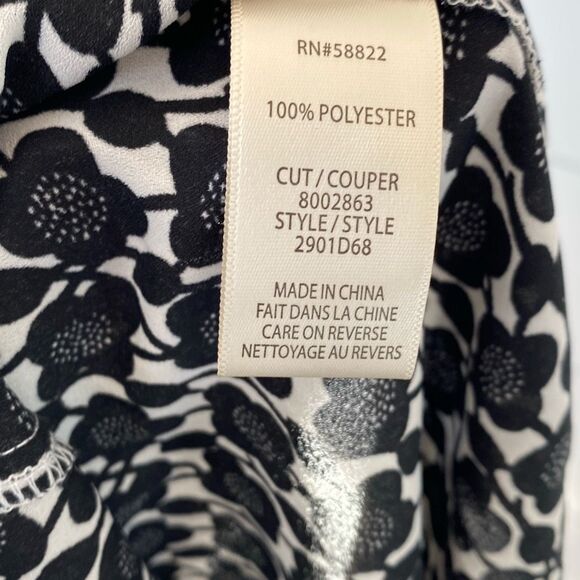 RN#58822
100% POLYESTER
CUT / COUPER
8002863
STYLE / STYLE
2901D68
MADE IN CHINA
FAIT DANS LA CHINE
CARE ON REVERSE
NETTOYAGE AU REVERS